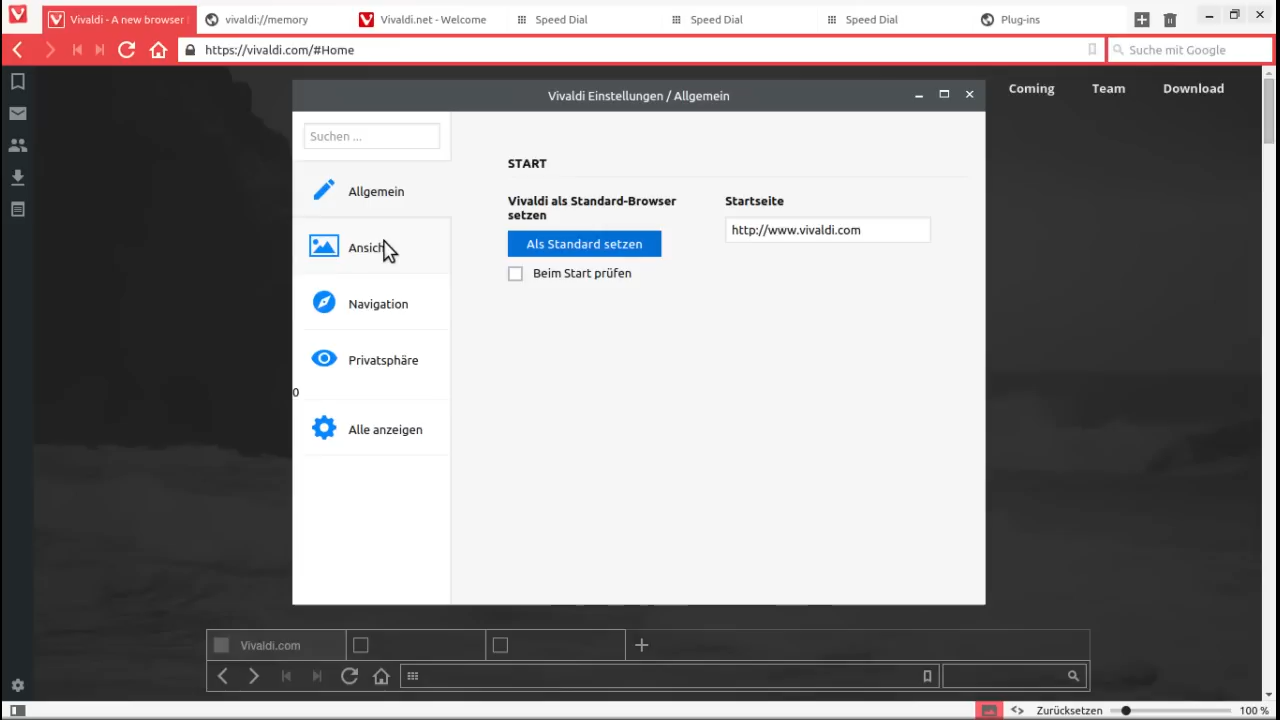 Vivaldi - A new browser
vivaldi://memory
Vivaldi.net - Welcome
Speed Dial
Speed Dial
Speed Dial
Plug-ins
https://vivaldi.com/#Home
Suche mit Google
Coming
Team
Download
Vivaldi Einstellungen / Allgemein
Suchen ...
Allgemein
Navigation
Privatsphäre
0
Alle anzeigen
START
Vivaldi als Standard-Browser
setzen
Als Standard setzen
Beim Start prüfen
Startseite
http://www.vivaldi.com
Vivaldi.com
Zurücksetzen
100 %